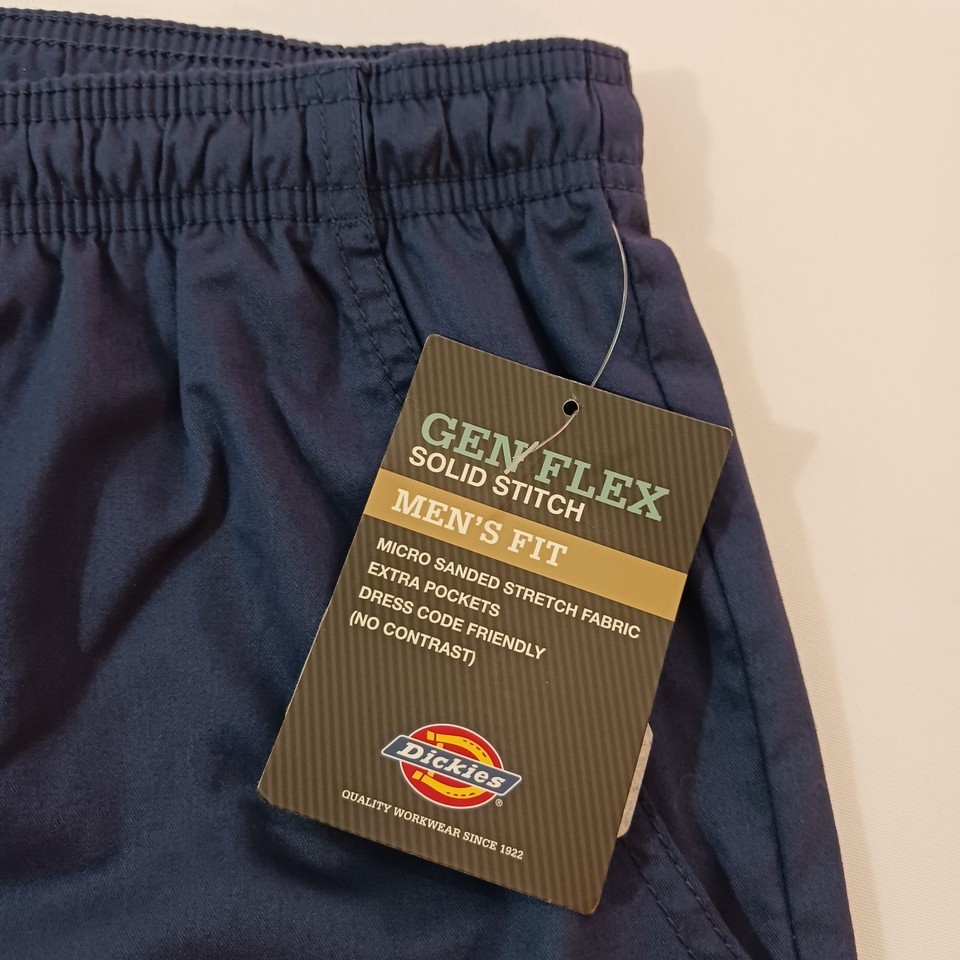 GEN FLEX
SOLID STITCH
MEN'S FIT
MICRO SANDED STRETCH FABRIC
EXTRA POCKETS
DRESS CODE FRIENDLY
(NO CONTRAST)
Dickies®
QUALITY WORKWEAR SINCE 1922